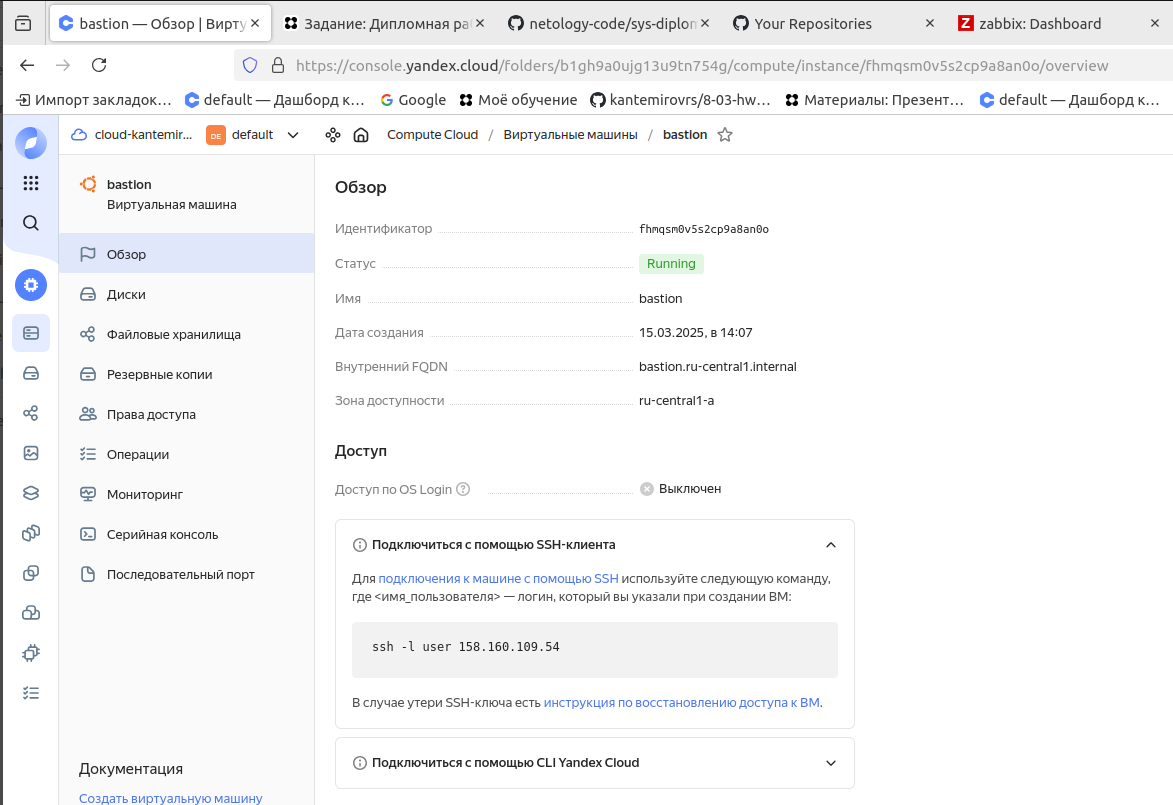 bastion — Обзор | Вирту
Задание: Дипломная ра
netology-code/sys-diplom
Your Repositories
zabbix: Dashboard
https://console.yandex.cloud/folders/b1gh9a0ujg13u9tn754g/compute/instance/fhmqsm0v5s2cp9a8an0o/overview
Импорт закладок…
default — Дашборд к…
Google
Моё обучение
kantemirovrs/8-03-hw…
Материалы: Презент…
default — Дашборд к…
cloud-kantemir...
DE
default
Compute Cloud / Виртуальные машины / bastion
bastion
Виртуальная машина
Обзор
Диски
Файловые хранилища
Резервные копии
Права доступа
Операции
Мониторинг
Серийная консоль
Последовательный порт
Документация
Создать виртуальную машину
Обзор
Идентификатор fhmqsm0v5s2cp9a8an0o
Статус Running
Имя bastion
Дата создания 15.03.2025, в 14:07
Внутренний FQDN bastion.ru-central1.internal
Зона доступности ru-central1-a
Доступ
Доступ по OS Login Выключен
Подключиться с помощью SSH-клиента
Для подключения к машине с помощью SSH используйте следующую команду,
где <имя_пользователя> — логин, который вы указали при создании ВМ:
ssh -l user 158.160.109.54
В случае утери SSH-ключа есть инструкция по восстановлению доступа к ВМ.
Подключиться с помощью CLI Yandex Cloud